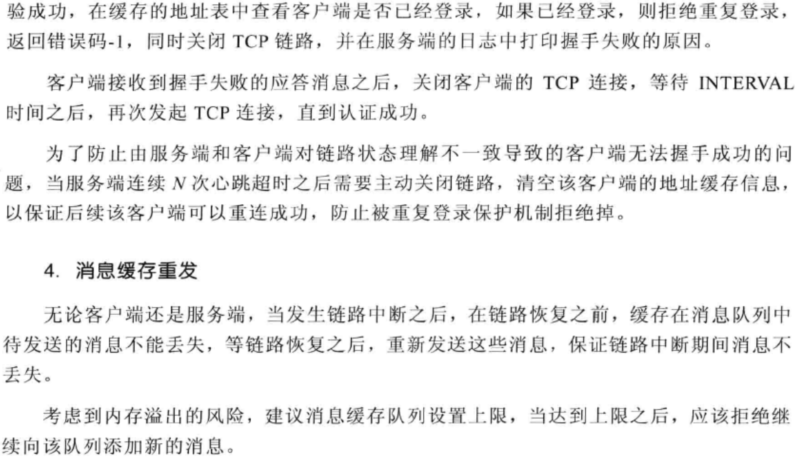 验成功，在缓存的地址表中查看客户端是否已经登录，如果已经登录，则拒绝重复登录，
返回错误码-1，同时关闭 TCP 链路，并在服务端的日志中打印握手失败的原因。
客户端接收到握手失败的应答消息之后，关闭客户端的 TCP 连接，等待 INTERVAL
时间之后，再次发起 TCP 连接，直到认证成功。
为了防止由服务端和客户端对链路状态理解不一致导致的客户端无法握手成功的问
题，当服务端连续 N 次心跳超时之后需要主动关闭链路，清空该客户端的地址缓存信息，
以保证后续该客户端可以重连成功，防止被重复登录保护机制拒绝掉。
4. 消息缓存重发
无论客户端还是服务端，当发生链路中断之后，在链路恢复之前，缓存在消息队列中
待发送的消息不能丢失，等链路恢复之后，重新发送这些消息，保证链路中断期间消息不
丢失。
考虑到内存溢出的风险，建议消息缓存队列设置上限，当达到上限之后，应该拒绝继
续向该队列添加新的消息。